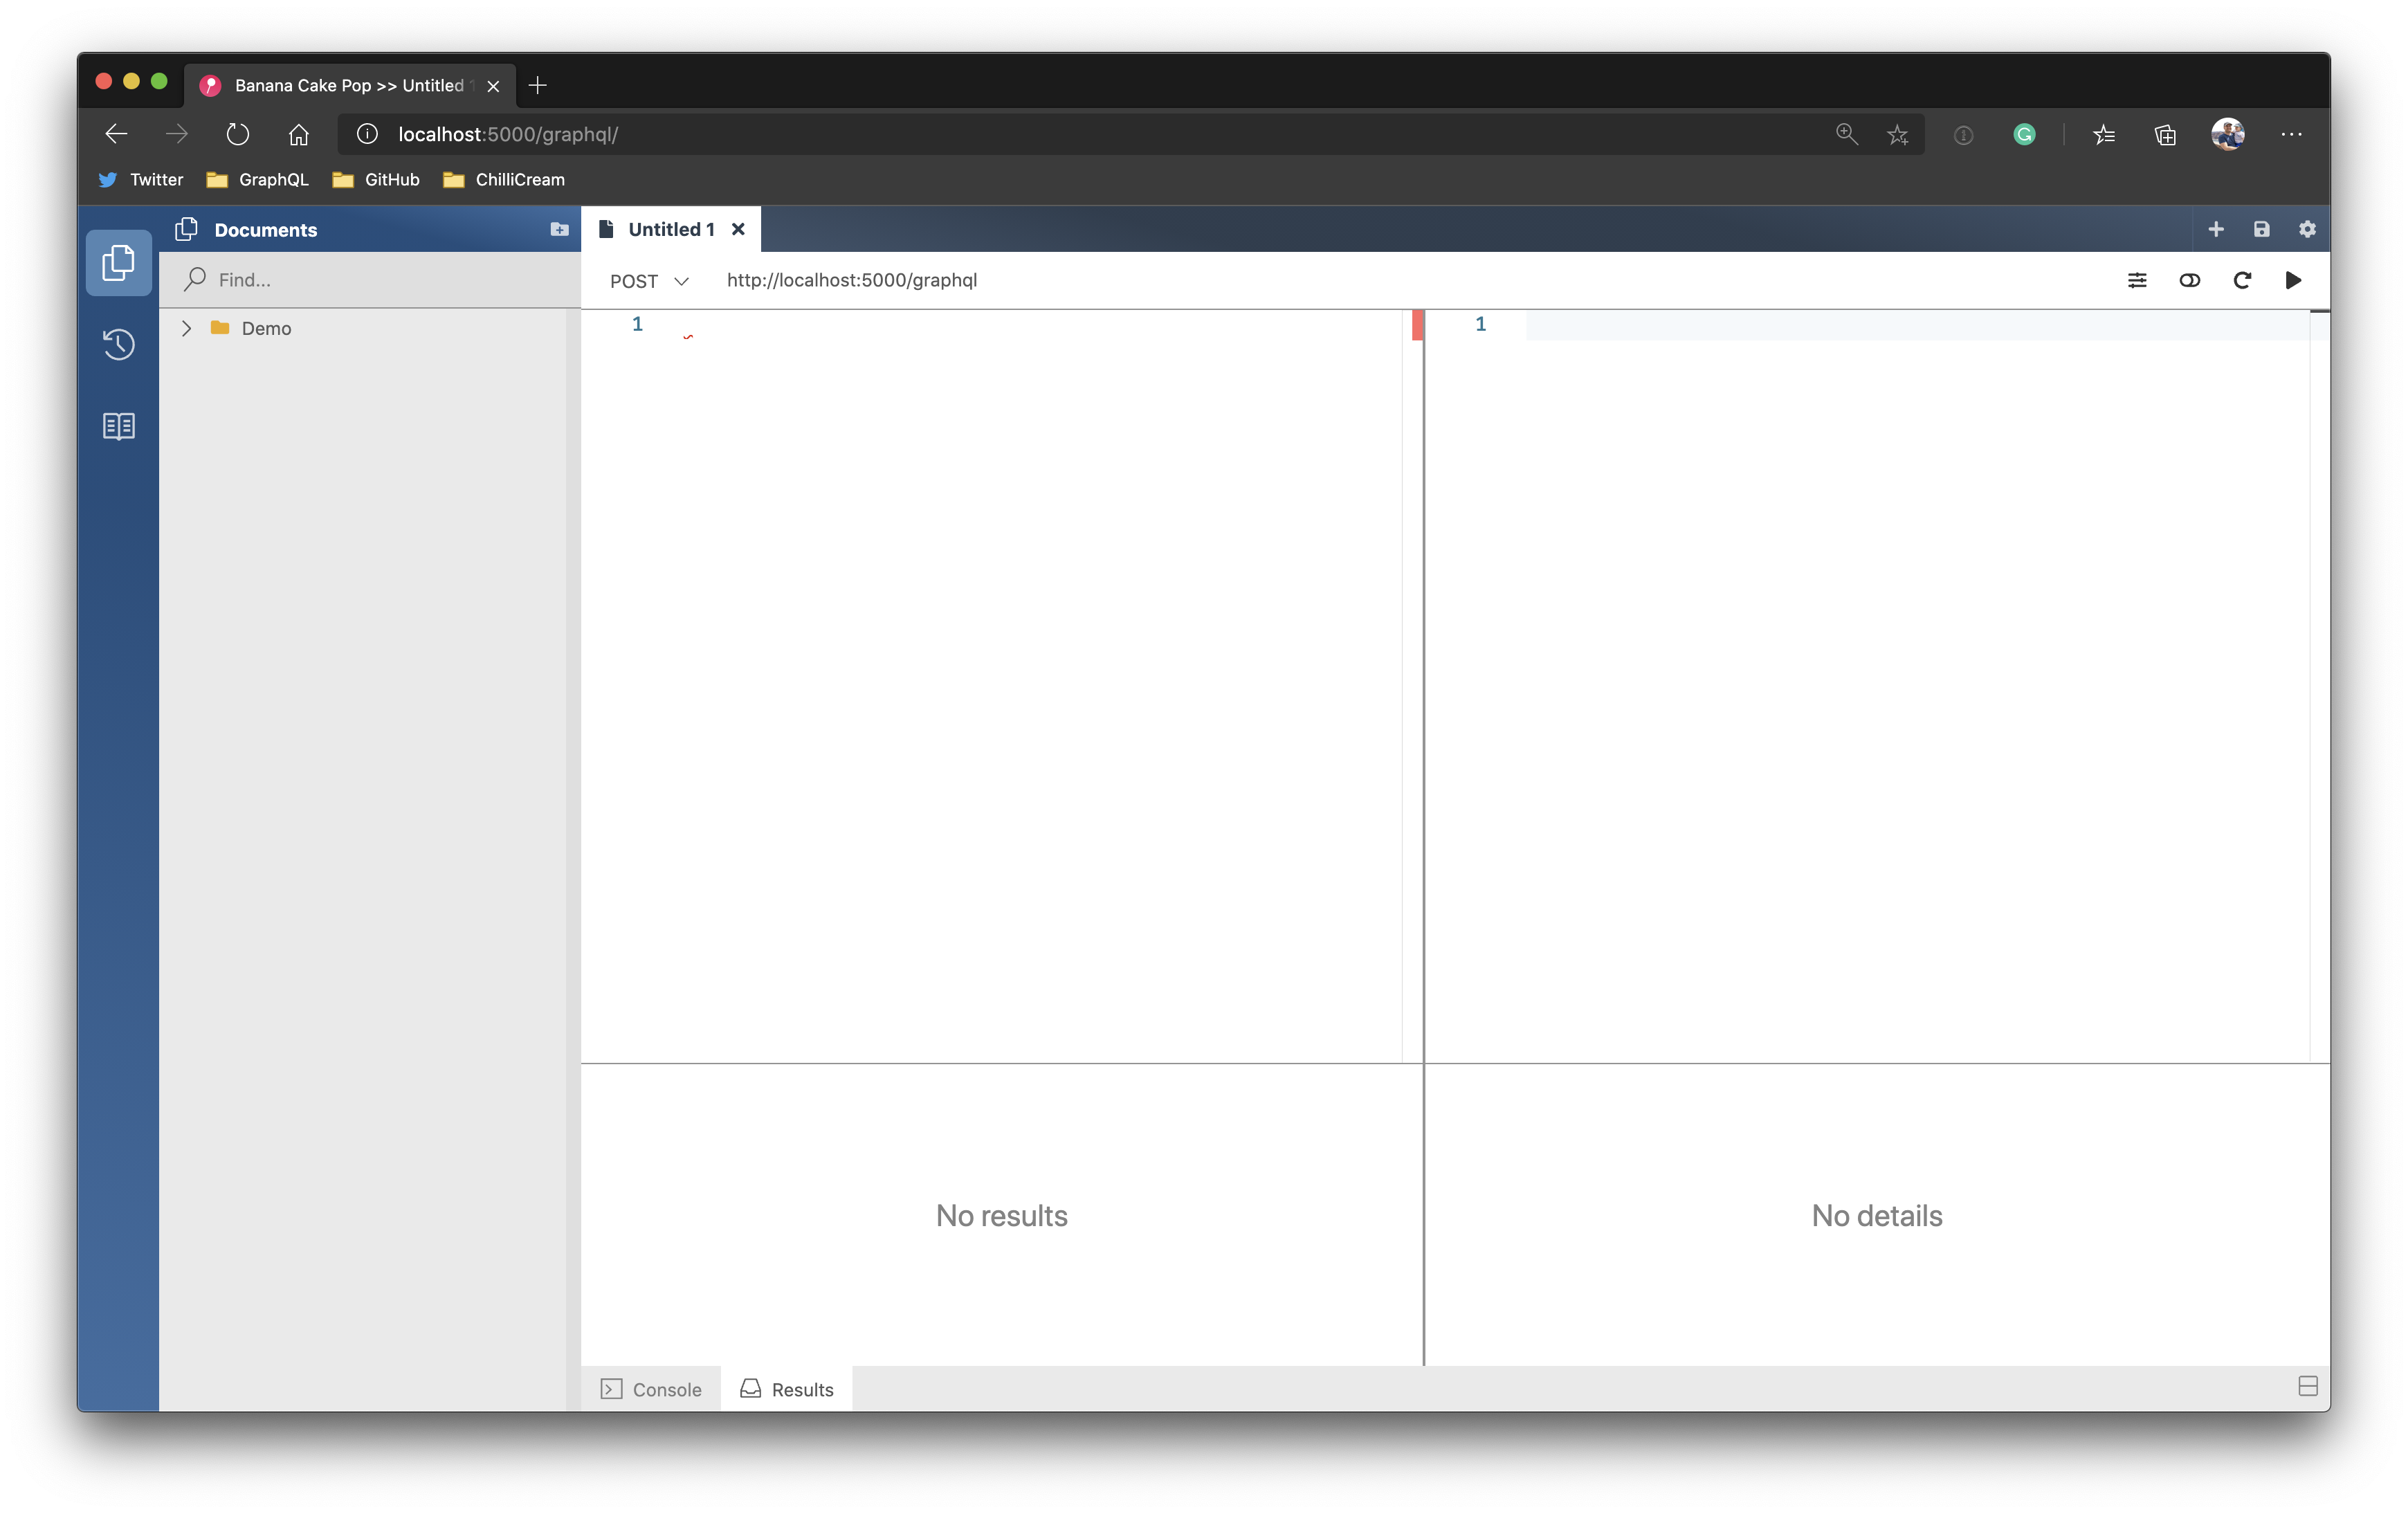 Banana Cake Pop >> Untitled 1
localhost:5000/graphql/
Twitter GraphQL GitHub ChilliCream
Documents
Untitled 1
Find...
POST http://localhost:5000/graphql
Demo
1
1
No results
No details
Console Results